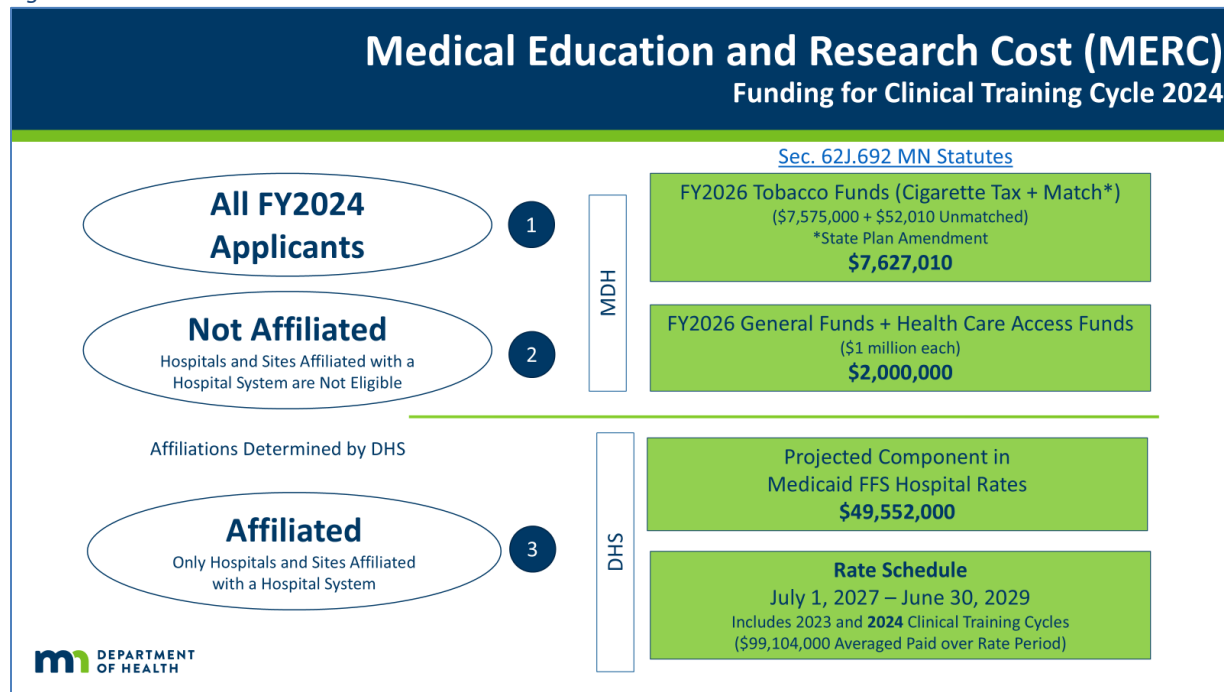 Medical Education and Research Cost (MERC)
Funding for Clinical Training Cycle 2024
Sec. 62J.692 MN Statutes
All FY2024
Applicants
1
MDH
FY2026 Tobacco Funds (Cigarette Tax + Match*)
($7,575,000 + $52,010 Unmatched)
*State Plan Amendment
$7,627,010
Not Affiliated
Hospitals and Sites Affiliated with a
Hospital System are Not Eligible
2
FY2026 General Funds + Health Care Access Funds
($1 million each)
$2,000,000
Affiliations Determined by DHS
Affiliated
Only Hospitals and Sites Affiliated
with a Hospital System
3
DHS
Projected Component in
Medicaid FFS Hospital Rates
$49,552,000
Rate Schedule
July 1, 2027 – June 30, 2029
Includes 2023 and 2024 Clinical Training Cycles
($99,104,000 Averaged Paid over Rate Period)
mn DEPARTMENT
OF HEALTH